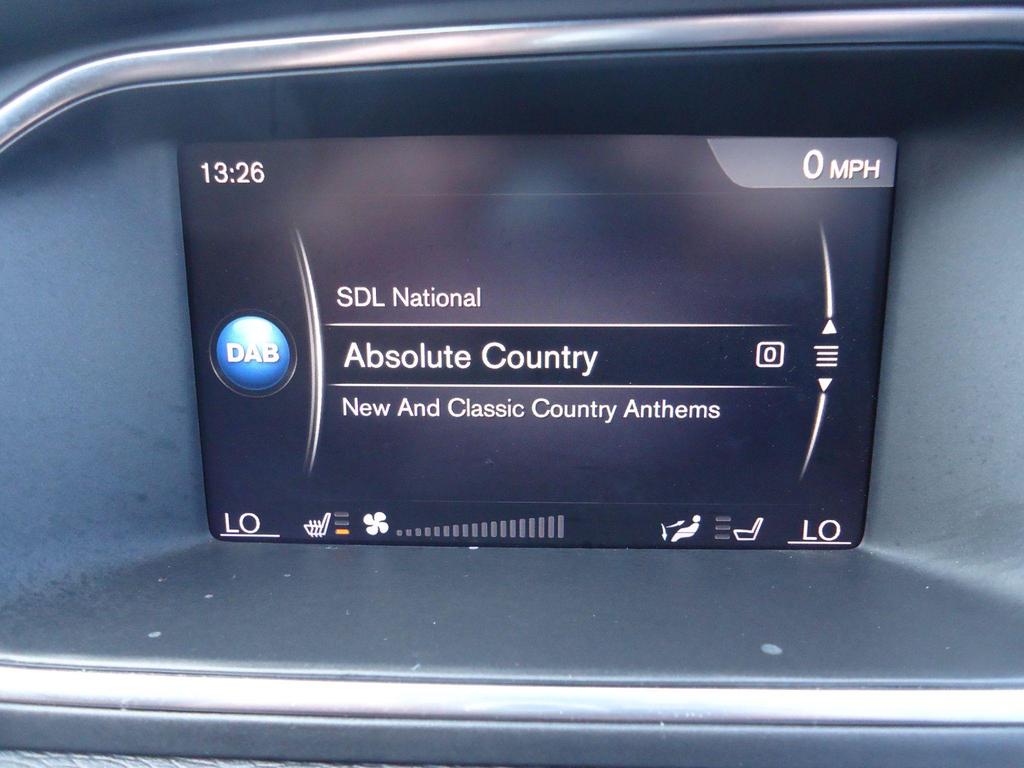 13:26
0 MPH
SDL National
DAB
Absolute Country
0
New And Classic Country Anthems
LO
LO